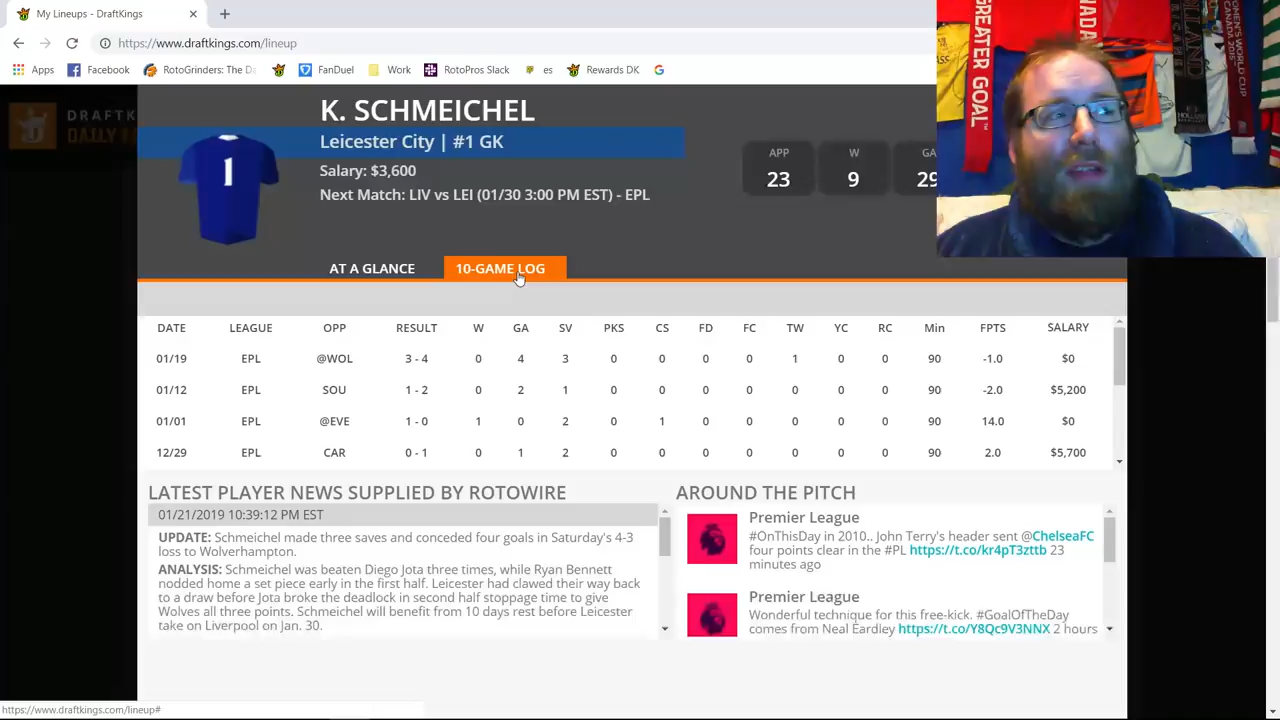 My Lineups - DraftKings
https://www.draftkings.com/lineup
Apps Facebook RotoGrinders: The Da FanDuel Work RotoPros Slack es Rewards DK
DRAFTK
DAILY F
K. SCHMEICHEL
Leicester City | #1 GK
Salary: $3,600
Next Match: LIV vs LEI (01/30 3:00 PM EST) - EPL
1
APP W GA
23 9 29
GREATER GOAL™
AT A GLANCE 10-GAME LOG
DATE LEAGUE OPP RESULT W GA SV PKS CS FD FC TW YC RC Min FPTS SALARY
01/19 EPL @WOL 3 - 4 0 4 3 0 0 0 0 1 0 0 90 -1.0 $0
01/12 EPL SOU 1 - 2 0 2 1 0 0 0 0 0 0 0 90 -2.0 $5,200
01/01 EPL @EVE 1 - 0 1 0 2 0 1 0 0 0 0 0 90 14.0 $0
12/29 EPL CAR 0 - 1 0 1 2 0 0 0 0 0 0 0 90 2.0 $5,700
LATEST PLAYER NEWS SUPPLIED BY ROTOWIRE
01/21/2019 10:39:12 PM EST
UPDATE: Schmeichel made three saves and conceded four goals in Saturday's 4-3
loss to Wolverhampton.
ANALYSIS: Schmeichel was beaten Diego Jota three times, while Ryan Bennett
nodded home a set piece early in the first half. Leicester had clawed their way back
to a draw before Jota broke the deadlock in second half stoppage time to give
Wolves all three points. Schmeichel will benefit from 10 days rest before Leicester
take on Liverpool on Jan. 30.
AROUND THE PITCH
Premier League
#OnThisDay in 2010.. John Terry's header sent @ChelseaFC
four points clear in the #PL https://t.co/kr4pT3zttb 23
minutes ago
Premier League
Wonderful technique for this free-kick. #GoalOfTheDay
comes from Neal Eardley https://t.co/Y8Qc9V3NNX 2 hours
https://www.draftkings.com/lineup#